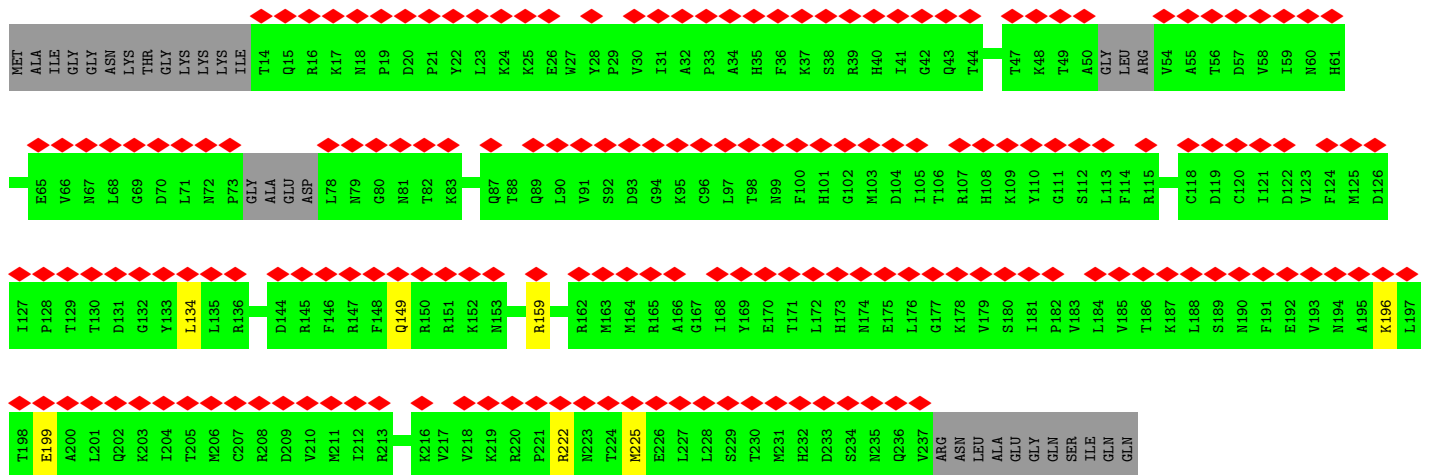 MET ALA ILE GLY GLY ASN LYS THR GLY LYS LYS LYS ILE T14 Q15 R16 K17 N18 P19 D20 P21 Y22 L23 K24 K25 E26 W27 Y28 P29 V30 I31 A32 P33 A34 H35 F36 K37 S38 R39 H40 I41 G42 Q43 T44 T47 K48 T49 A50 GLY LEU ARG V54 A55 T56 D57 V58 I59 N60 H61
E65 V66 N67 L68 G69 D70 L71 N72 P73 GLY ALA GLU ASP L78 N79 G80 N81 T82 K83 Q87 T88 Q89 L90 V91 S92 D93 G94 K95 C96 L97 T98 N99 F100 H101 G102 M103 D104 I105 T106 R107 H108 K109 Y110 G111 S112 L113 F114 R115 C118 D119 C120 I121 D122 V123 F124 M125 D126
I127 P128 T129 T130 D131 G132 Y133 L134 L135 R136 D144 R145 F146 R147 F148 Q149 R150 R151 K152 N153 R159 R162 M163 M164 R165 A166 G167 I168 Y169 E170 T171 L172 H173 N174 E175 L176 G177 K178 V179 S180 I181 P182 V183 L184 V185 T186 K187 L188 S189 N190 F191 E192 V193 N194 A195 K196 L197
T198 E199 A200 L201 Q202 K203 I204 T205 M206 C207 R208 D209 V210 M211 I212 R213 K216 V217 V218 K219 R220 P221 R222 N223 T224 M225 E226 L227 L228 S229 T230 M231 H232 D233 S234 N235 Q236 V237 ARG ASN LEU ALA GLU GLY GLN SER ILE GLN GLN